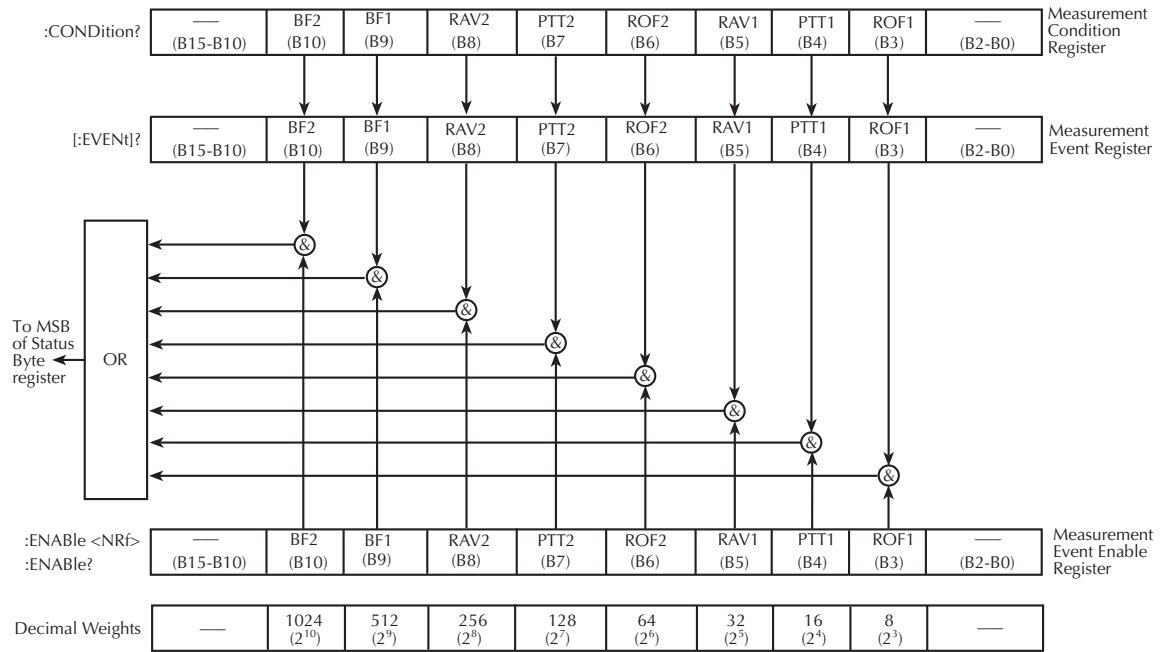 :CONDition?
—
(B15-B10)
BF2
(B10)
BF1
(B9)
RAV2
(B8)
PTT2
(B7
ROF2
(B6)
RAV1
(B5)
PTT1
(B4)
ROF1
(B3)
—
(B2-B0)
Measurement
Condition
Register
[:EVENt]?
—
(B15-B10)
BF2
(B10)
BF1
(B9)
RAV2
(B8)
PTT2
(B7)
ROF2
(B6)
RAV1
(B5)
PTT1
(B4)
ROF1
(B3)
—
(B2-B0)
Measurement
Event Register
&
&
&
&
&
&
&
&
To MSB
of Status
Byte
register
OR
:ENABle <NRf>
:ENABle?
—
(B15-B10)
BF2
(B10)
BF1
(B9)
RAV2
(B8)
PTT2
(B7)
ROF2
(B6)
RAV1
(B5)
PTT1
(B4)
ROF1
(B3)
—
(B2-B0)
Measurement
Event Enable
Register
Decimal Weights
—
1024
(2¹⁰)
512
(2⁹)
256
(2⁸)
128
(2⁷)
64
(2⁶)
32
(2⁵)
16
(2⁴)
8
(2³)
—